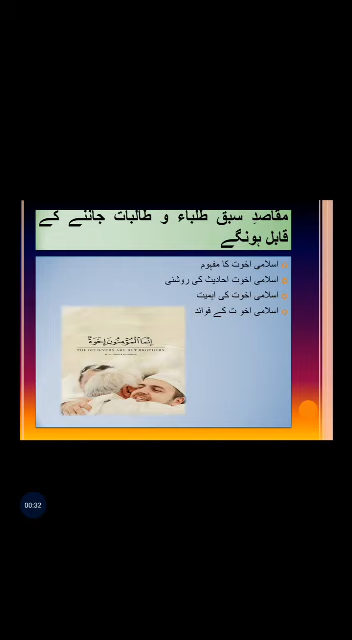 مقاصدِ سبق طلباء و طالبات جاننے کے
قابل ہونگے
اسلامی اخوت کا مفہوم
اسلامی اخوت احادیث کی روشنی
اسلامی اخوت کی اہمیت
اسلامی اخو ت کے فوائد
إِنَّمَا الْمُؤْمِنُونَ إِخْوَةٌ
THE BELIEVERS ARE BUT BROTHERS
00:32